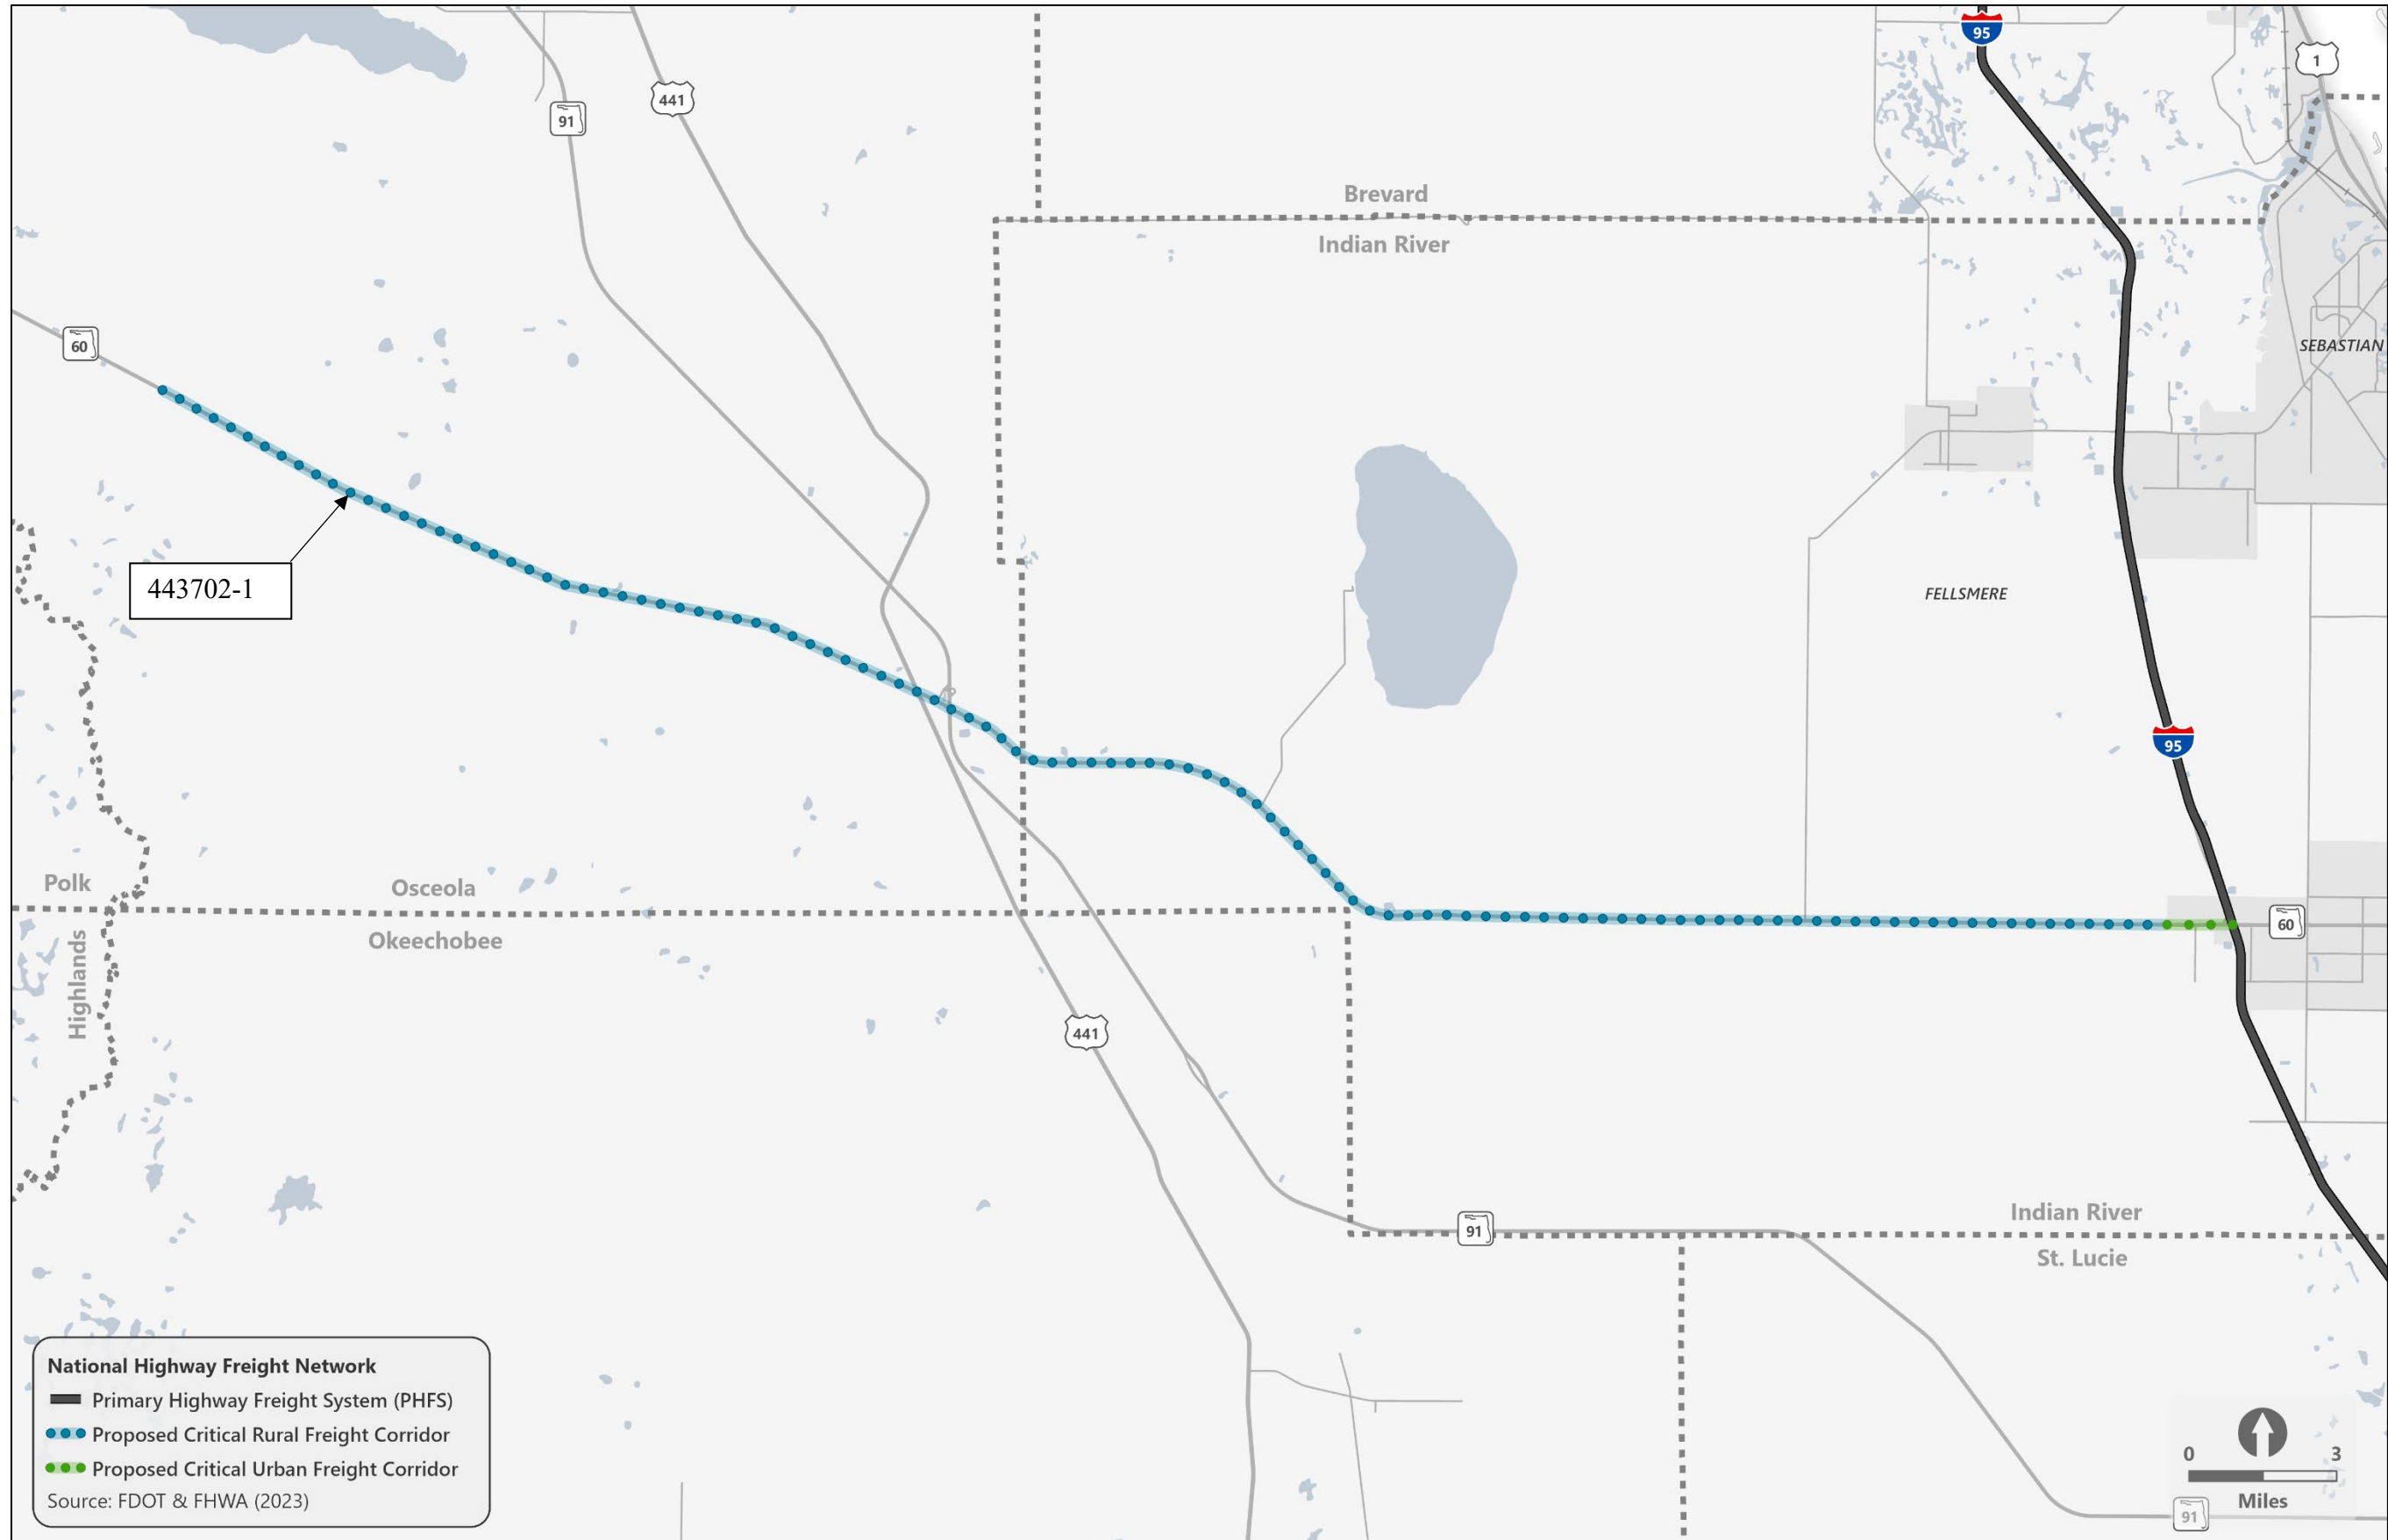 95
1
441
91
Brevard
Indian River
60
SEBASTIAN
443702-1
FELLSMERE
95
Polk
Osceola
60
Okeechobee
Highlands
441
Indian River
91
St. Lucie
National Highway Freight Network
Primary Highway Freight System (PHFS)
Proposed Critical Rural Freight Corridor
Proposed Critical Urban Freight Corridor
Source: FDOT & FHWA (2023)
0 3
Miles
91